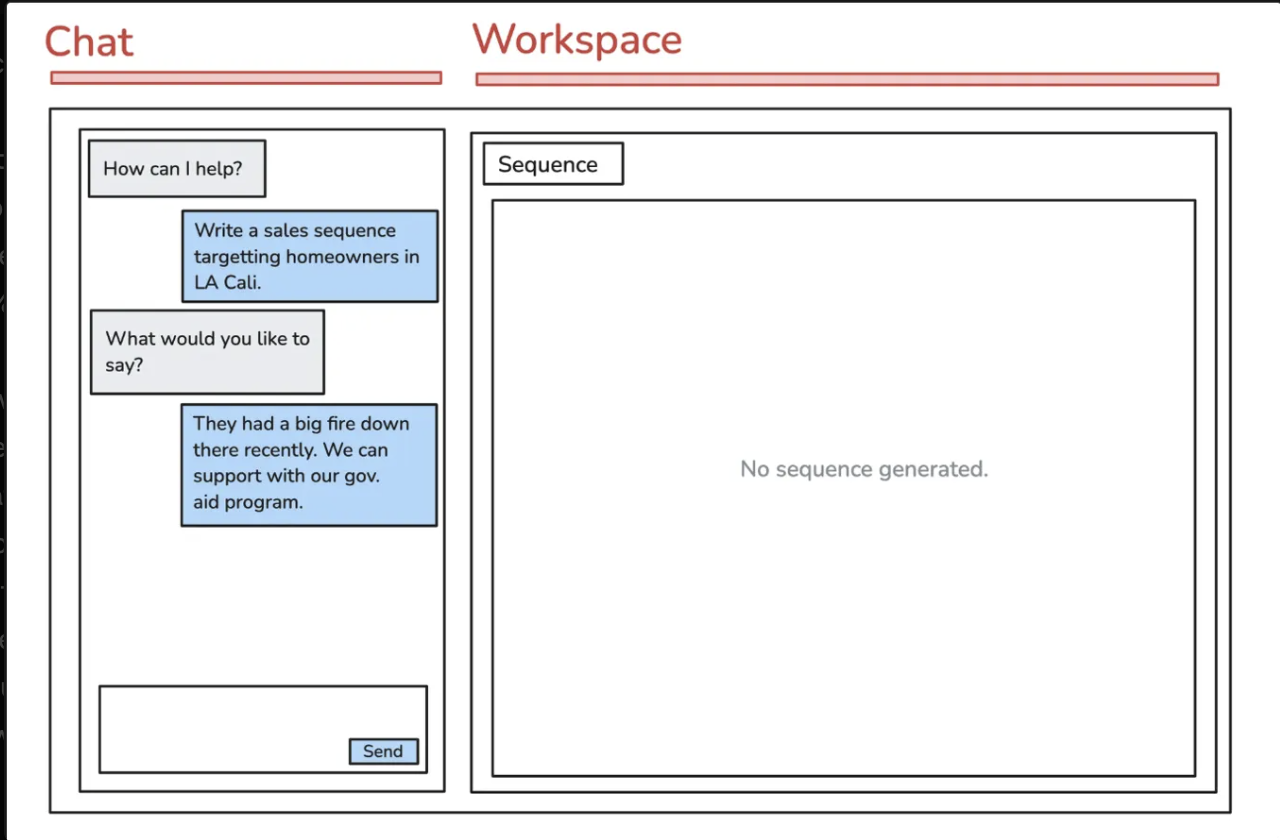 Chat
Workspace
How can I help?
Write a sales sequence
targetting homeowners in
LA Cali.
What would you like to
say?
They had a big fire down
there recently. We can
support with our gov.
aid program.
Send
Sequence
No sequence generated.